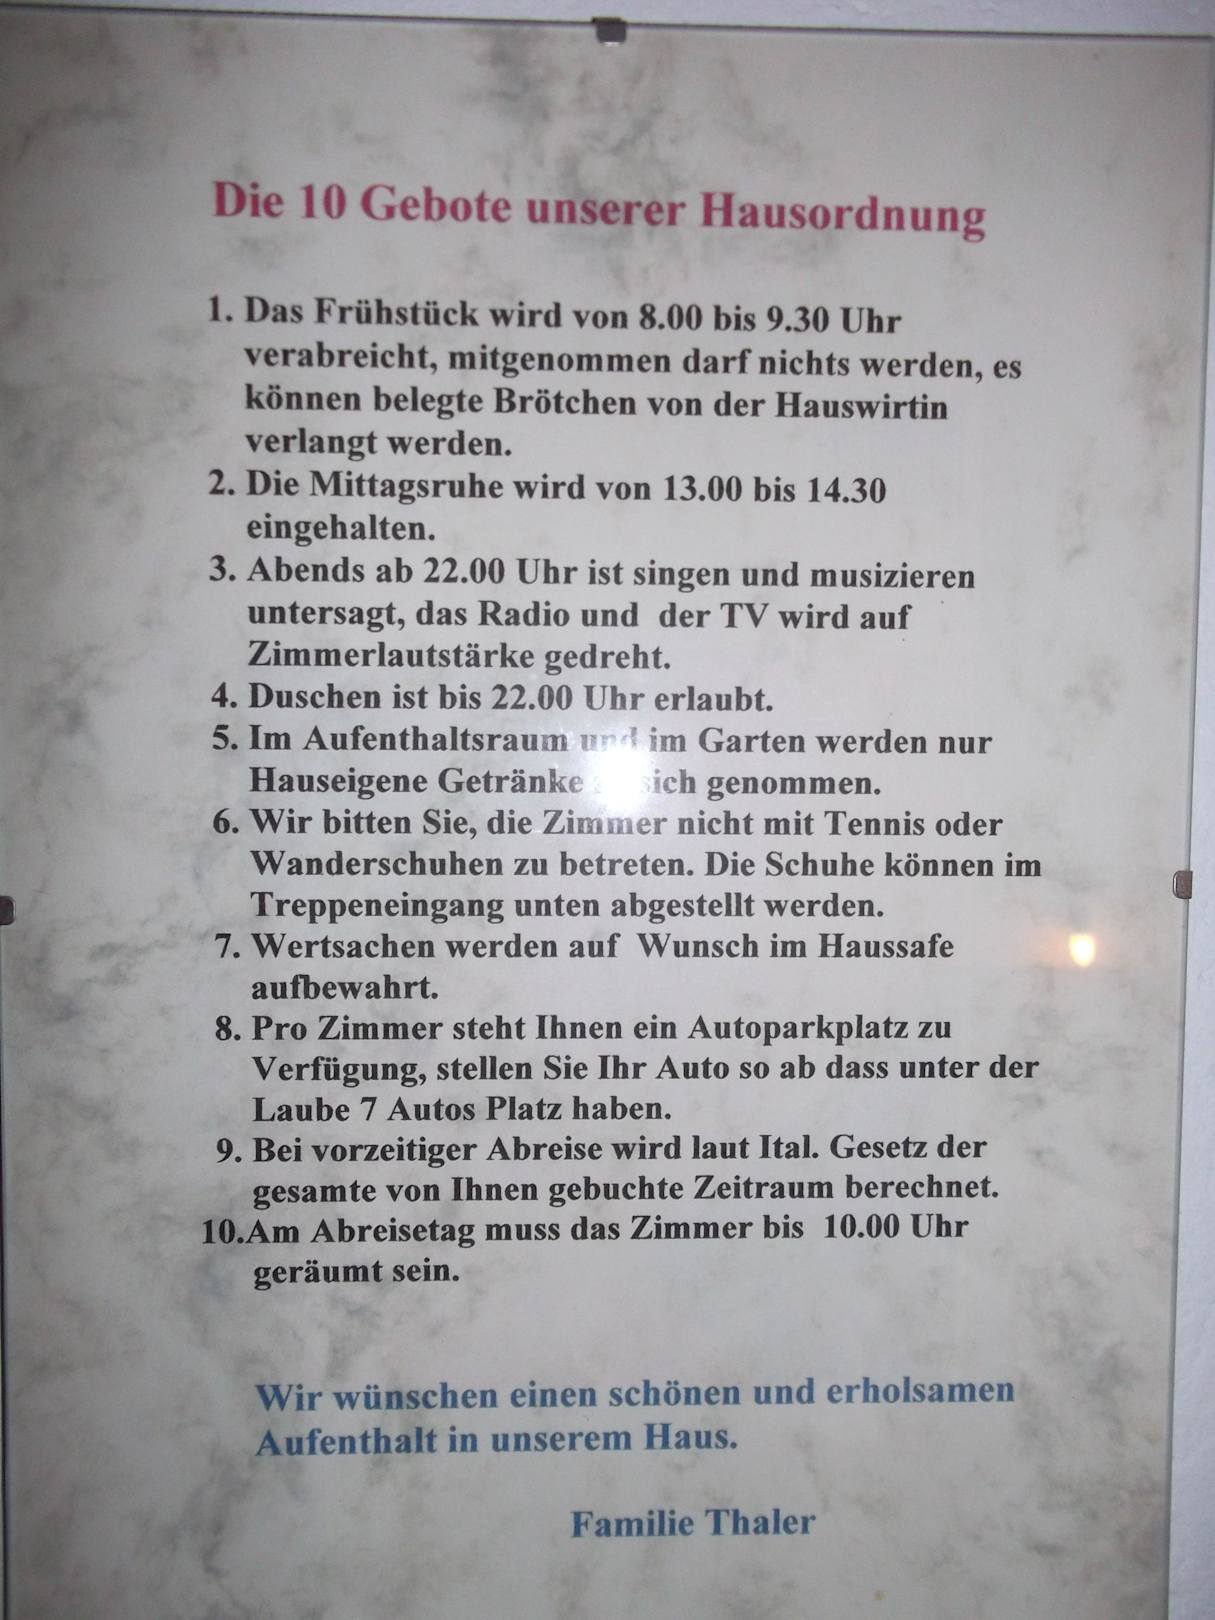 Die 10 Gebote unserer Hausordnung
1. Das Frühstück wird von 8.00 bis 9.30 Uhr
verabreicht, mitgenommen darf nichts werden, es
können belegte Brötchen von der Hauswirtin
verlangt werden.
2. Die Mittagsruhe wird von 13.00 bis 14.30
eingehalten.
3. Abends ab 22.00 Uhr ist singen und musizieren
untersagt, das Radio und der TV wird auf
Zimmerlautstärke gedreht.
4. Duschen ist bis 22.00 Uhr erlaubt.
5. Im Aufenthaltsraum und im Garten werden nur
Hauseigene Getränke sich genommen.
6. Wir bitten Sie, die Zimmer nicht mit Tennis oder
Wanderschuhen zu betreten. Die Schuhe können im
Treppeneingang unten abgestellt werden.
7. Wertsachen werden auf Wunsch im Haussafe
aufbewahrt.
8. Pro Zimmer steht Ihnen ein Autoparkplatz zu
Verfügung, stellen Sie Ihr Auto so ab dass unter der
Laube 7 Autos Platz haben.
9. Bei vorzeitiger Abreise wird laut Ital. Gesetz der
gesamte von Ihnen gebuchte Zeitraum berechnet.
10.Am Abreisetag muss das Zimmer bis 10.00 Uhr
geräumt sein.
Wir wünschen einen schönen und erholsamen
Aufenthalt in unserem Haus.
Familie Thaler